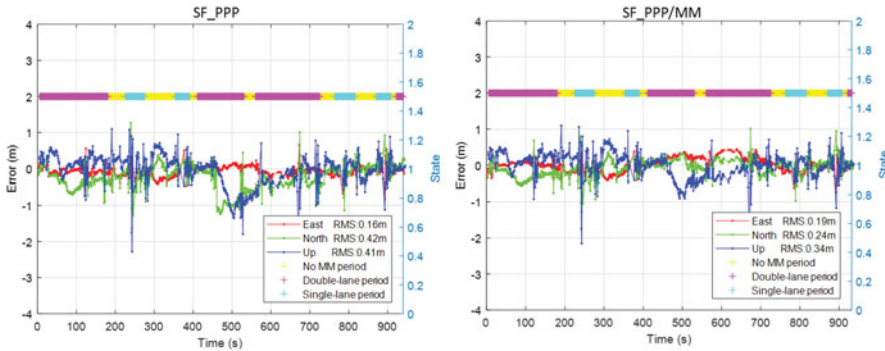 SF_PPP
4
3
2
1
0
-1
-2
-3
-4
Error (m)
2
1.8
1.6
1.4
1.2
1
0.8
0.6
0.4
0.2
0
State
East RMS:0.16m
North RMS:0.42m
Up RMS:0.41m
No MM period
Double-lane period
Single-lane period
0 100 200 300 400 500 600 700 800 900
Time (s)
SF_PPP/MM
4
3
2
1
0
-1
-2
-3
-4
Error (m)
2
1.8
1.6
1.4
1.2
1
0.8
0.6
0.4
0.2
0
State
East RMS:0.19m
North RMS:0.24m
Up RMS:0.34m
No MM period
Double-lane period
Single-lane period
0 100 200 300 400 500 600 700 800 900
Time (s)